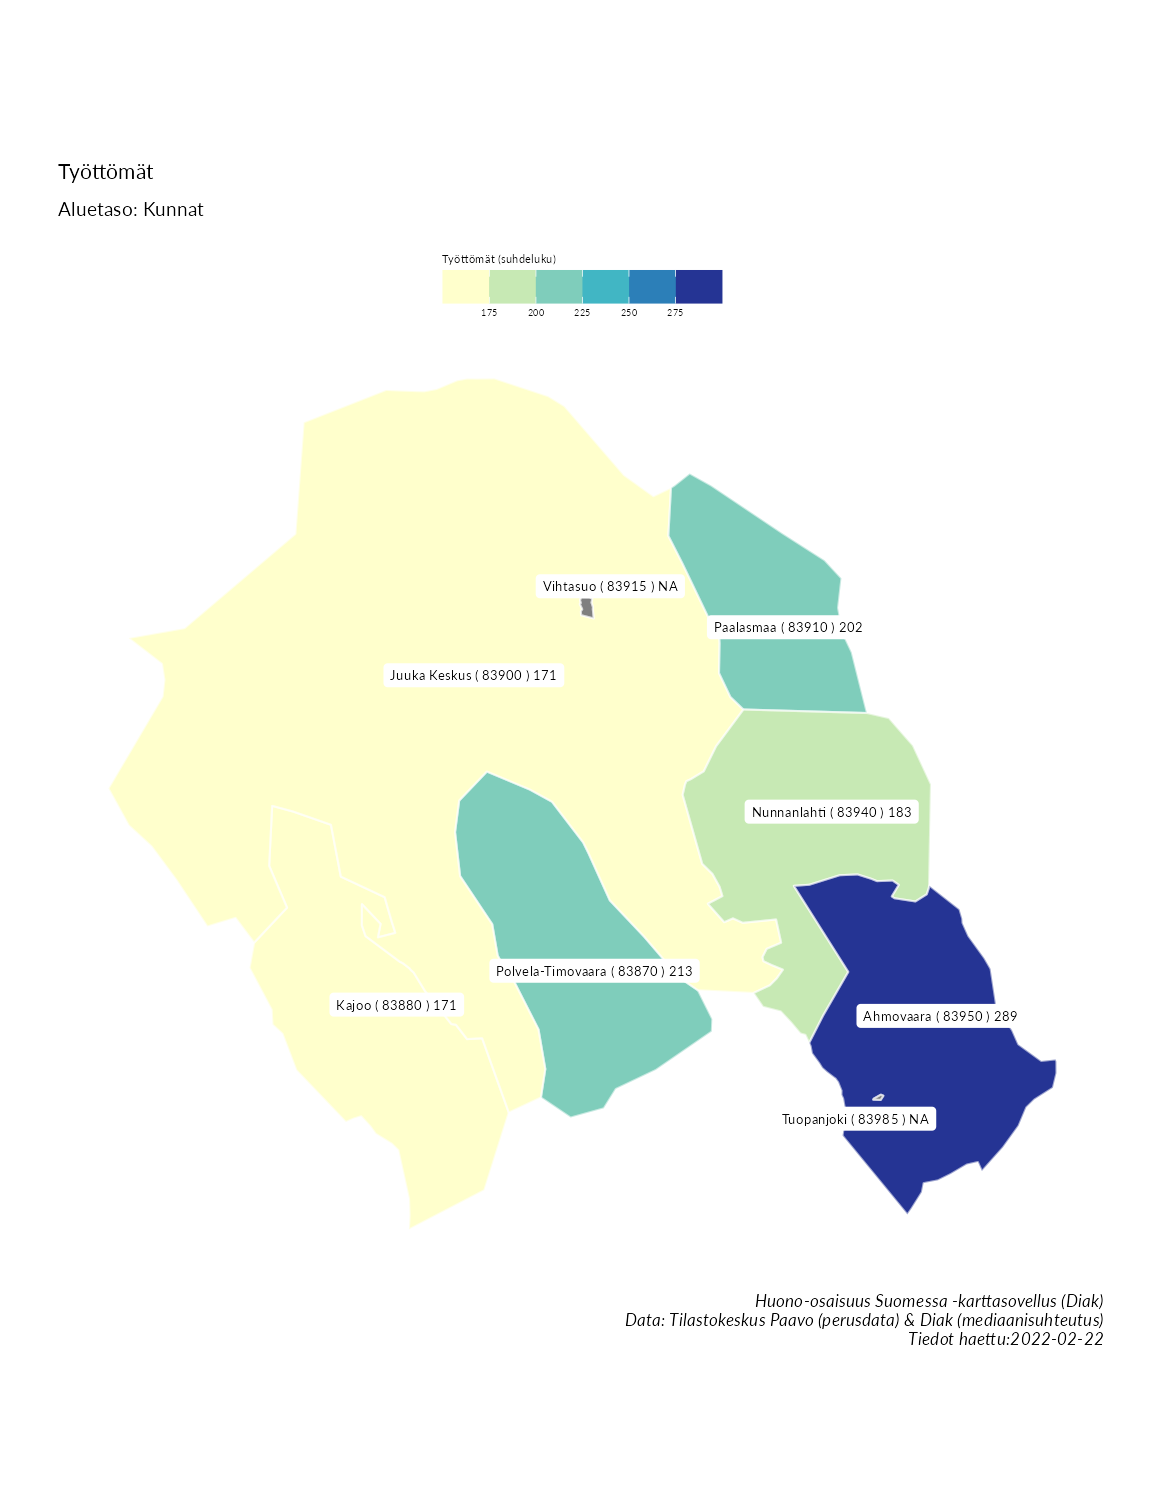 Työttömät
Aluetaso: Kunnat
Työttömät (suhdeluku)
175 200 225 250 275
Vihtasuo ( 83915 ) NA
Paalasmaa ( 83910 ) 202
Juuka Keskus ( 83900 ) 171
Nunnanlahti ( 83940 ) 183
Polvela-Timovaara ( 83870 ) 213
Kajoo ( 83880 ) 171
Ahmovaara ( 83950 ) 289
Tuopanjoki ( 83985 ) NA
Huono-osaisuus Suomessa -karttasovellus (Diak)
Data: Tilastokeskus Paavo (perusdata) & Diak (mediaanisuhteutus)
Tiedot haettu:2022-02-22